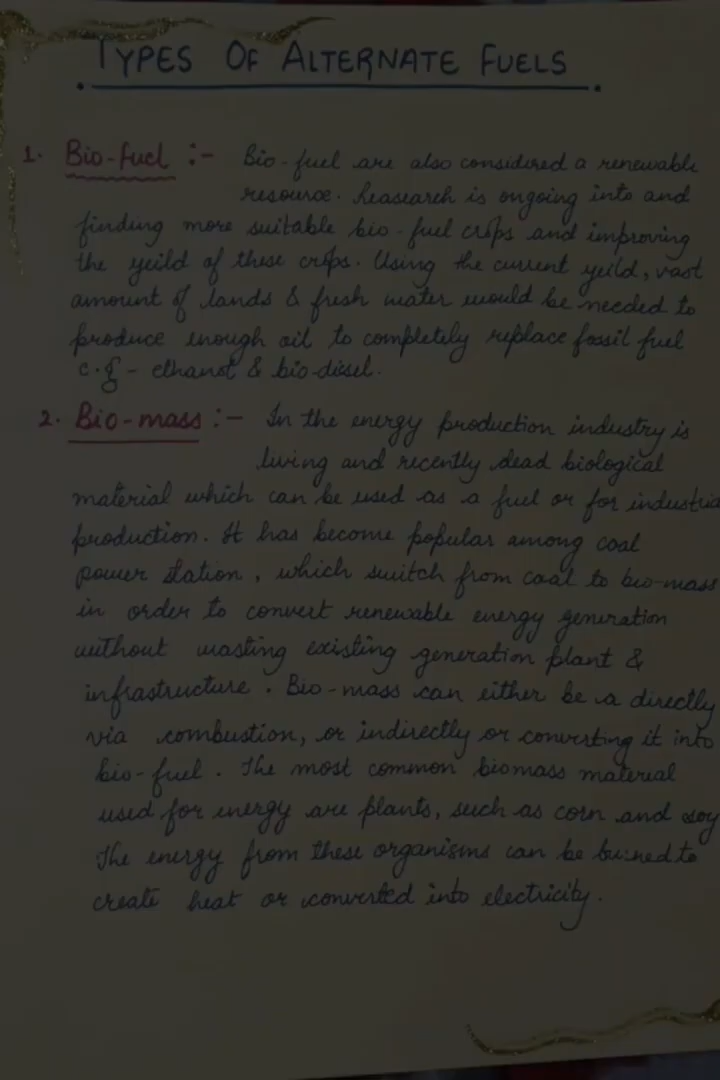 TYPES OF ALTERNATE FUELS
1. Bio-fuel :- Bio-fuel are also considered a renewable
resource. Reasearch is ongoing into and
finding more suitable bio-fuel crops and improving
the yeild of these crops. Using the current yeild, vast
amount of lands & fresh water would be needed to
produce enough oil to completely replace fossil fuel
e.g - ethanol & bio-diesel.
2. Bio-mass :- In the energy production industry is
living and recently dead biological
material which can be used as a fuel or for industria
production. It has become popular among coal
power station, which switch from coal to bio-mass
in order to convert renewable energy generation
without wasting existing generation plant &
infrastructure. Bio-mass can either be a directly
via combustion, or indirectly or converting it into
bio-fuel. The most common biomass material
used for energy are plants, such as corn and soy
The energy from these organisms can be burned to
create heat or converted into electricity.